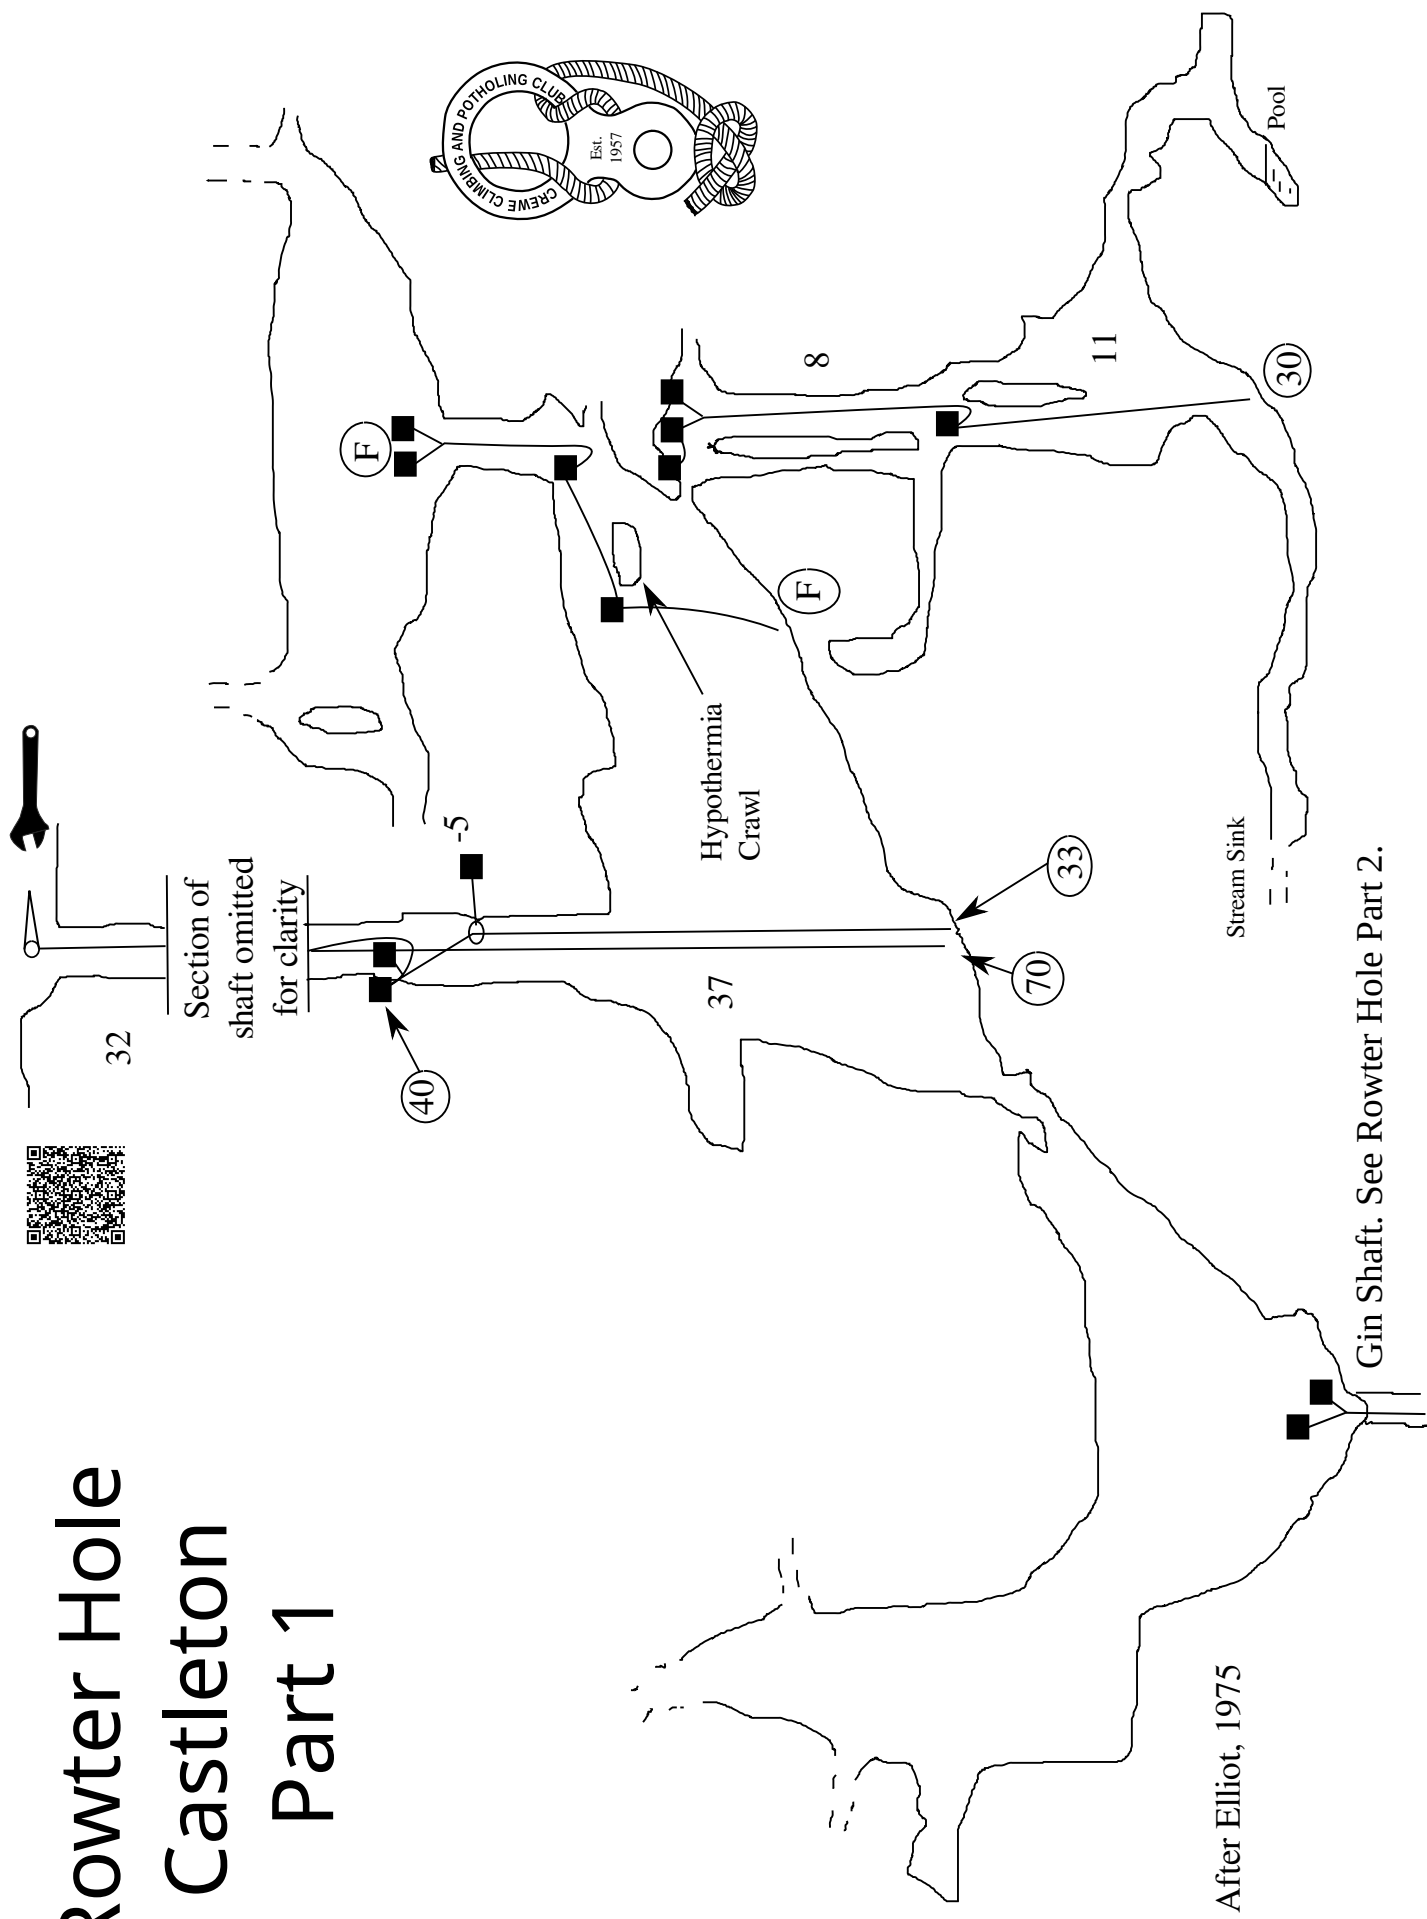 Rowter Hole
Castleton
Part 1
32
Section of
shaft omitted
for clarity
40
-5
37
70
33
Hypothermia
Crawl
F
F
8
11
30
Pool
Stream Sink
Gin Shaft. See Rowter Hole Part 2.
After Elliot, 1975
CREWE CLIMBING AND POTHOLING CLUB
Est.
1957